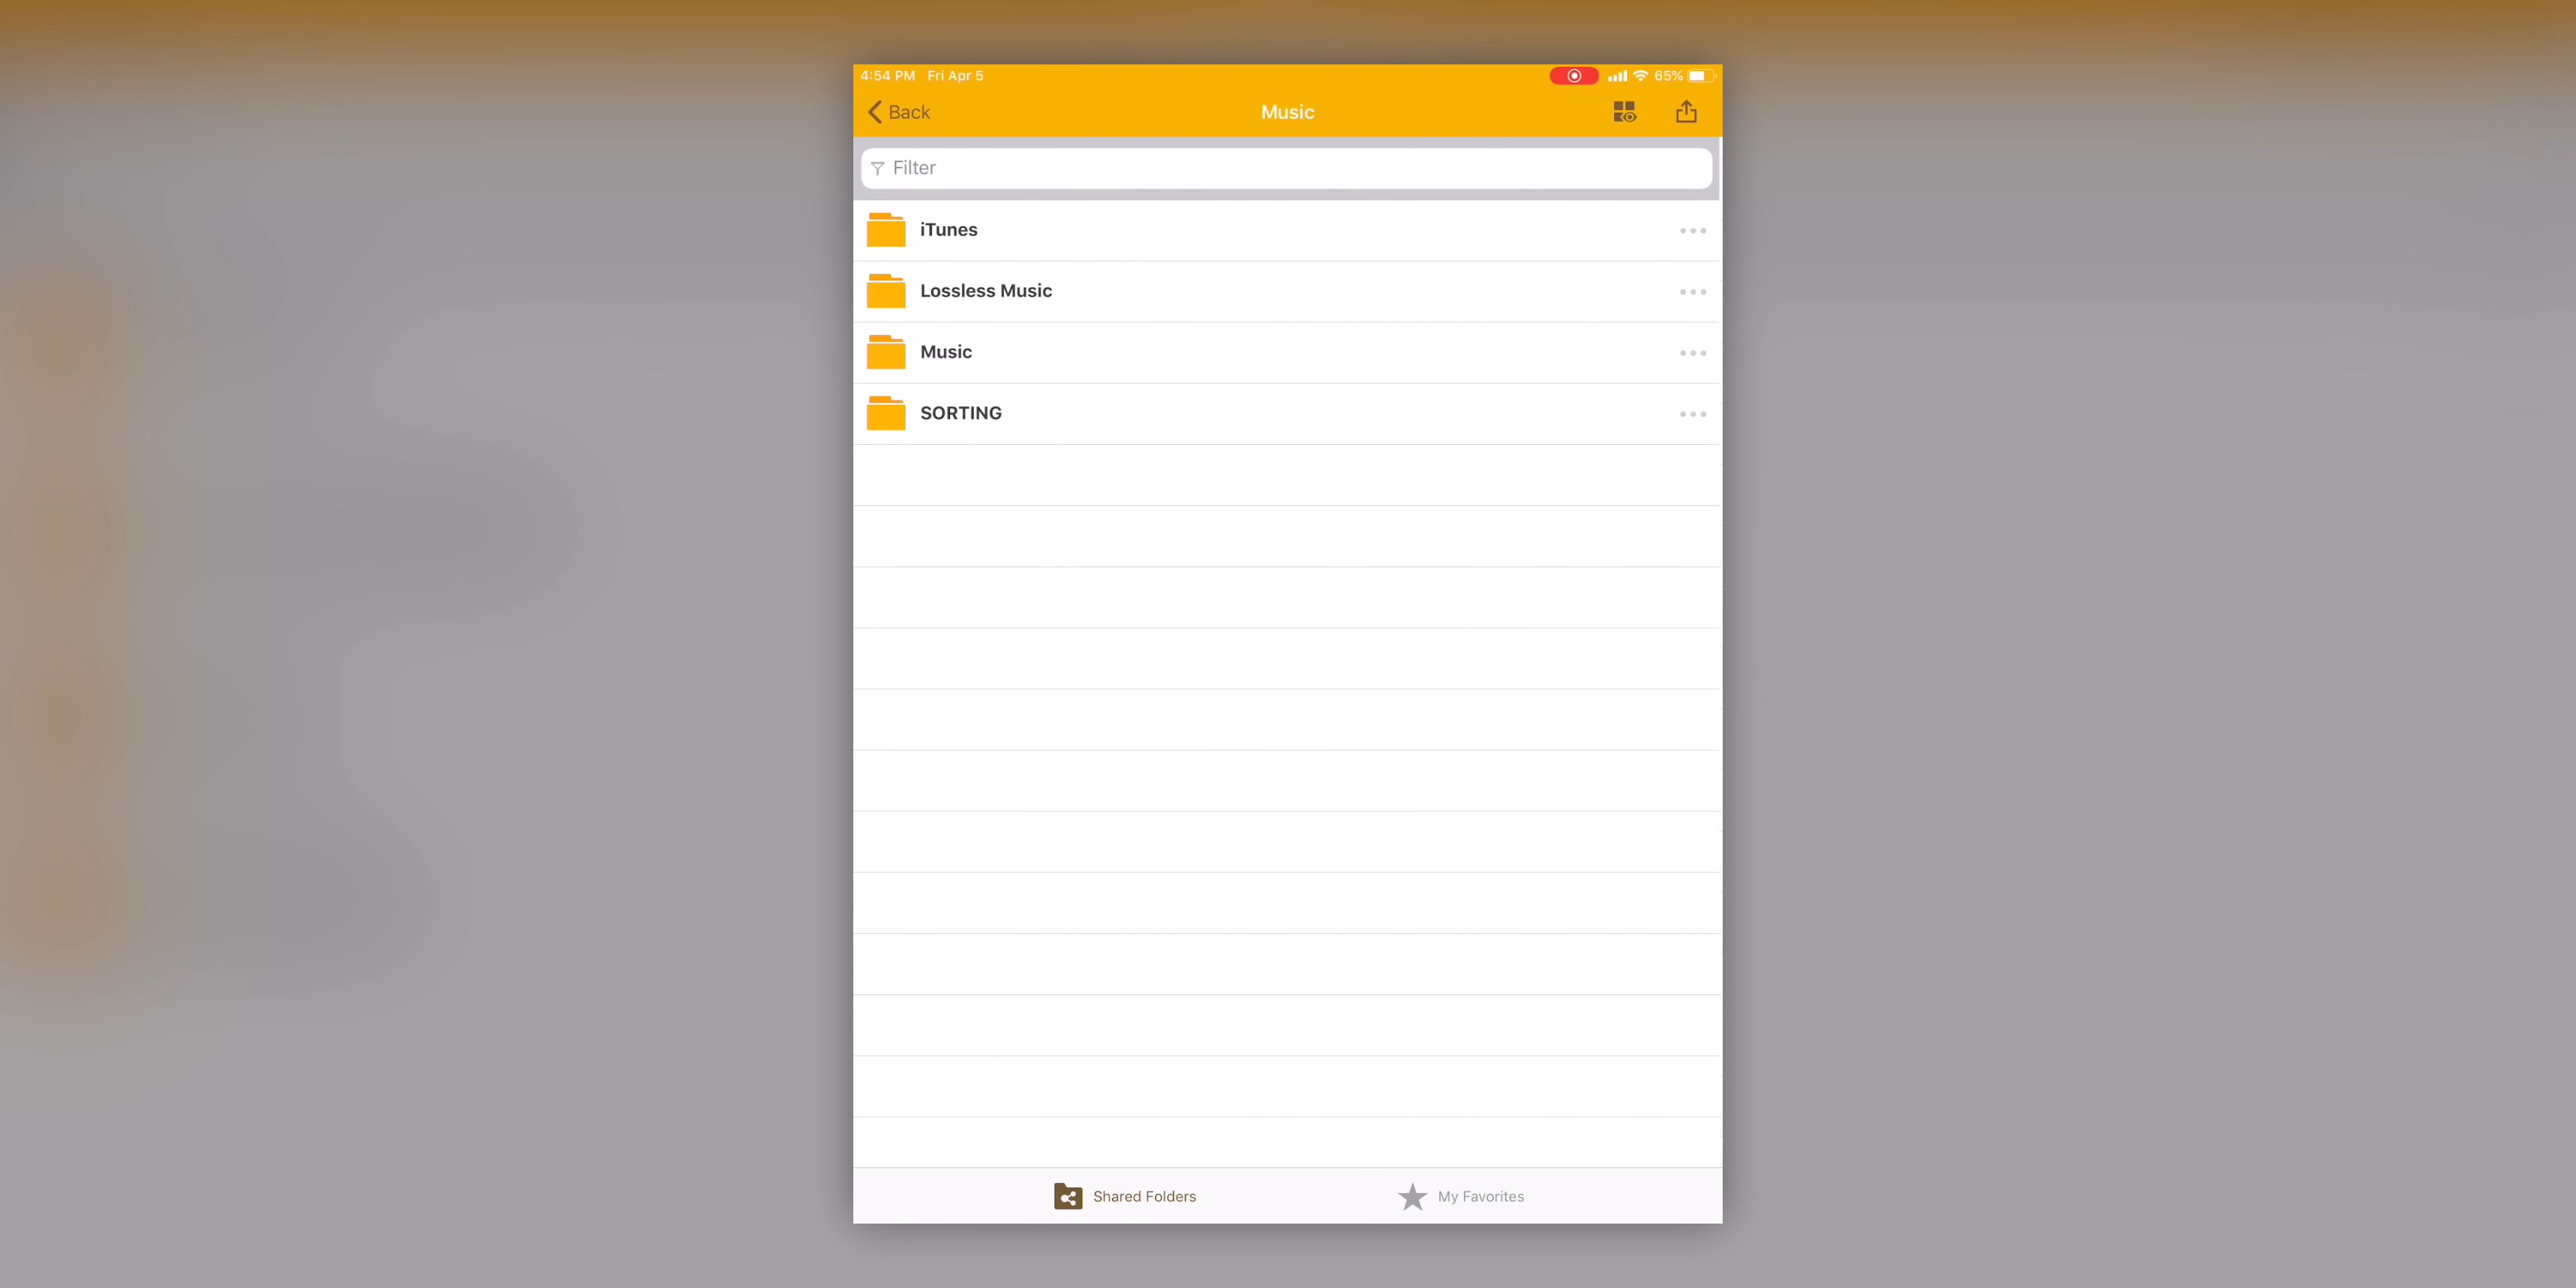 4:54 PM Fri Apr 5 65%
Back Music
Filter
iTunes
Lossless Music
Music
SORTING
Shared Folders My Favorites